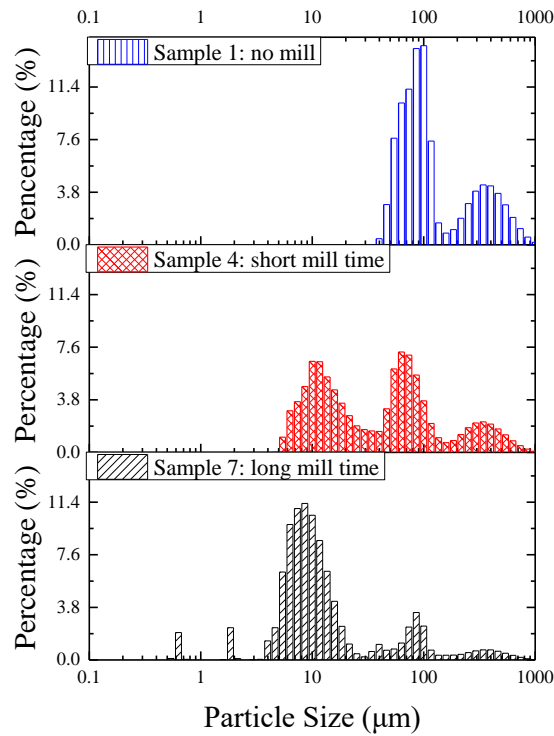 0.1 1 10 100 1000
Sample 1: no mill
11.4
7.6
3.8
0.0
Pencentage (%)
Sample 4: short mill time
11.4
7.6
3.8
0.0
Percentage (%)
Sample 7: long mill time
11.4
7.6
3.8
0.0
Percentage (%)
0.1 1 10 100 1000
Particle Size (μm)